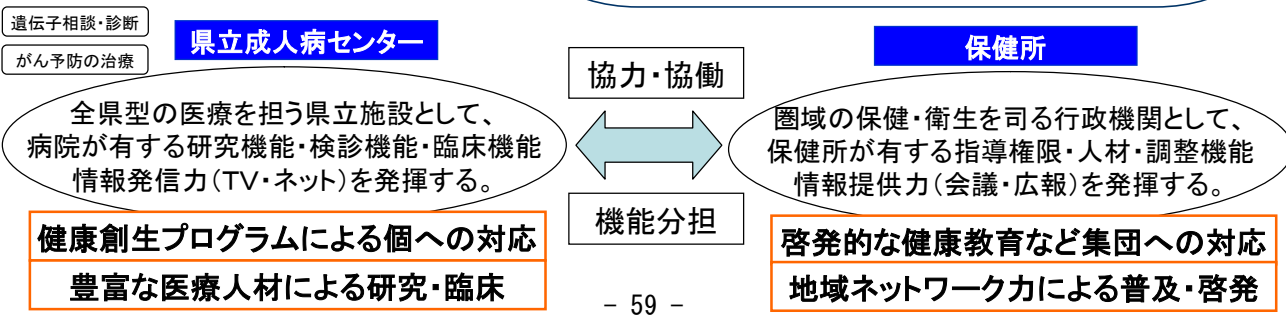 遺伝子相談・診断
がん予防の治療
県立成人病センター
全県型の医療を担う県立施設として、
病院が有する研究機能・検診機能・臨床機能
情報発信力(TV・ネット)を発揮する。
健康創生プログラムによる個への対応
豊富な医療人材による研究・臨床
協力・協働
機能分担
保健所
圏域の保健・衛生を司る行政機関として、
保健所が有する指導権限・人材・調整機能
情報提供力(会議・広報)を発揮する。
啓発的な健康教育など集団への対応
地域ネットワーク力による普及・啓発
- 59 -